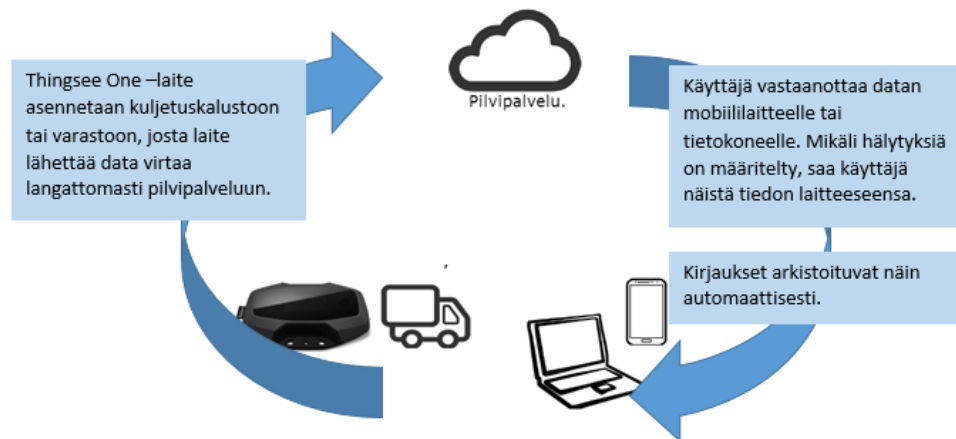 Thingsee One –laite
asennetaan kuljetuskalustoon
tai varastoon, josta laite
lähettää data virtaa
langattomasti pilvipalveluun.
Pilvipalvelu.
Käyttäjä vastaanottaa datan
mobiililaitteelle tai
tietokoneelle. Mikäli hälytyksiä
on määritelty, saa käyttäjä
näistä tiedon laitteeseensa.
Kirjaukset arkistoituvat näin
automaattisesti.
,